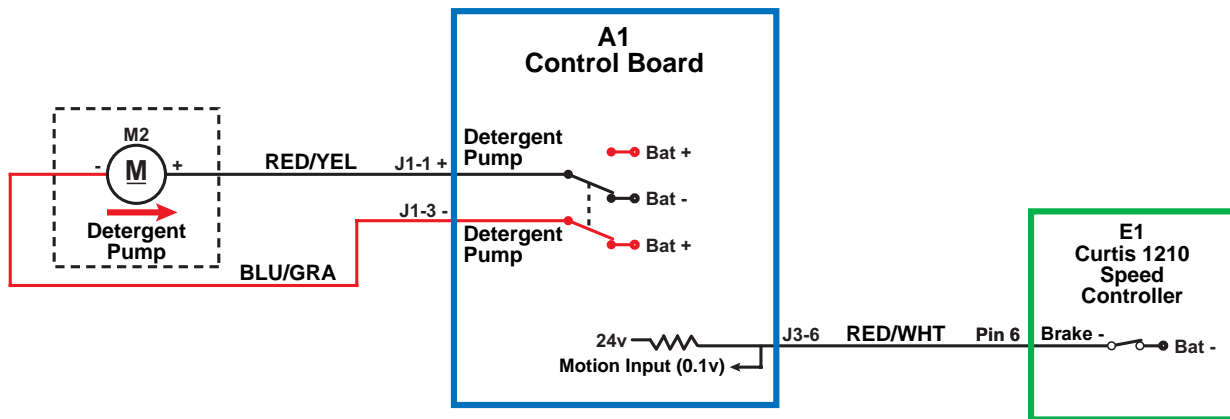 A1
Control Board
M2
-
M
+
RED/YEL
J1-1 +
Detergent
Pump
Bat +
Bat -
Detergent
Pump
BLU/GRA
J1-3 -
Detergent
Pump
Bat +
24v
Motion Input (0.1v)
J3-6
RED/WHT
Pin 6
E1
Curtis 1210
Speed
Controller
Brake -
Bat -